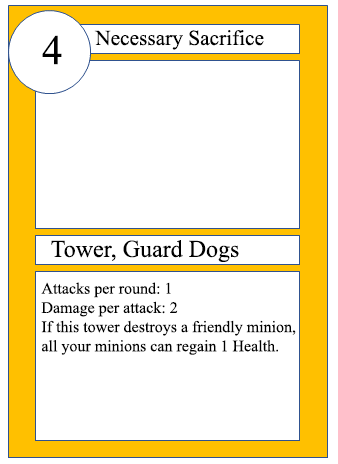 4
Necessary Sacrifice
Tower, Guard Dogs
Attacks per round: 1
Damage per attack: 2
If this tower destroys a friendly minion,
all your minions can regain 1 Health.